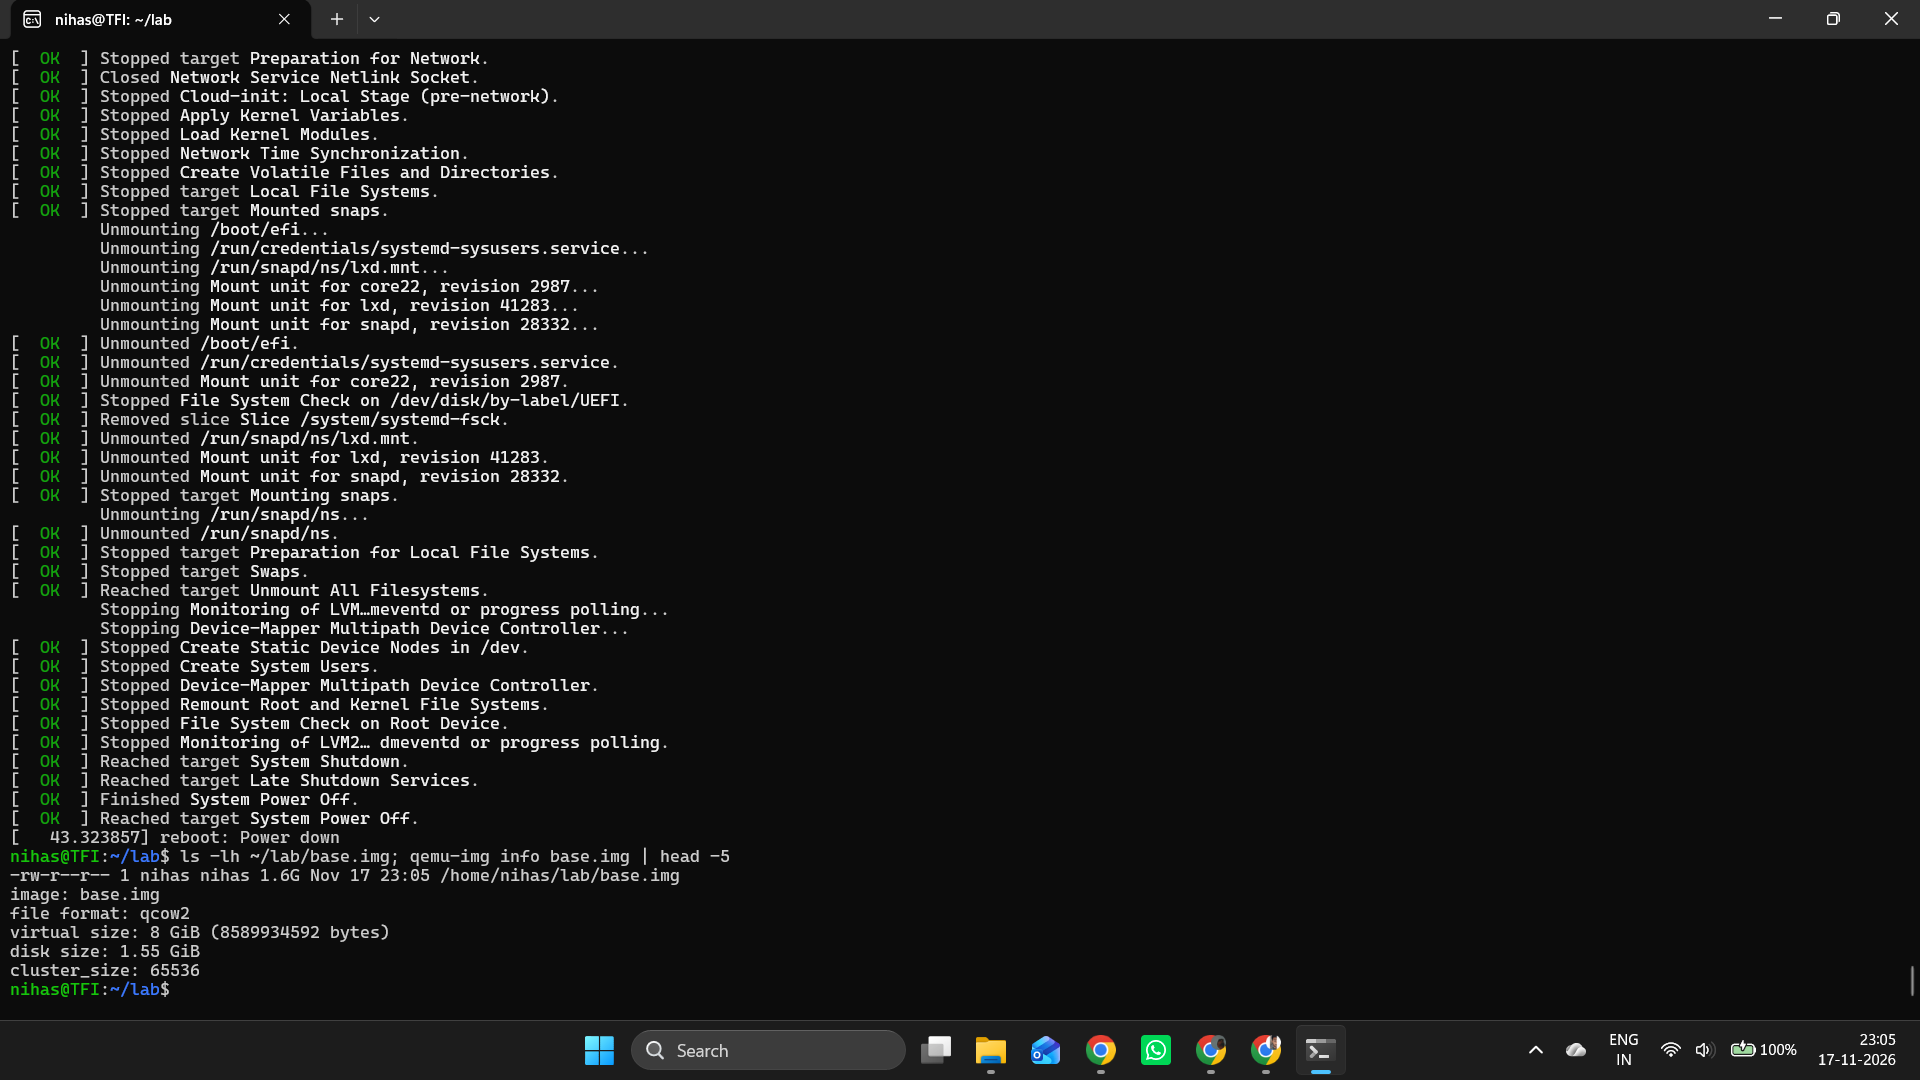 nihas@TFI: ~/lab
[  OK  ] Stopped target Preparation for Network.
[  OK  ] Closed Network Service Netlink Socket.
[  OK  ] Stopped Cloud-init: Local Stage (pre-network).
[  OK  ] Stopped Apply Kernel Variables.
[  OK  ] Stopped Load Kernel Modules.
[  OK  ] Stopped Network Time Synchronization.
[  OK  ] Stopped Create Volatile Files and Directories.
[  OK  ] Stopped target Local File Systems.
[  OK  ] Stopped target Mounted snaps.
         Unmounting /boot/efi...
         Unmounting /run/credentials/systemd-sysusers.service...
         Unmounting /run/snapd/ns/lxd.mnt...
         Unmounting Mount unit for core22, revision 2987...
         Unmounting Mount unit for lxd, revision 41283...
         Unmounting Mount unit for snapd, revision 28332...
[  OK  ] Unmounted /boot/efi.
[  OK  ] Unmounted /run/credentials/systemd-sysusers.service.
[  OK  ] Unmounted Mount unit for core22, revision 2987.
[  OK  ] Stopped File System Check on /dev/disk/by-label/UEFI.
[  OK  ] Removed slice Slice /system/systemd-fsck.
[  OK  ] Unmounted /run/snapd/ns/lxd.mnt.
[  OK  ] Unmounted Mount unit for lxd, revision 41283.
[  OK  ] Unmounted Mount unit for snapd, revision 28332.
[  OK  ] Stopped target Mounting snaps.
         Unmounting /run/snapd/ns...
[  OK  ] Unmounted /run/snapd/ns.
[  OK  ] Stopped target Preparation for Local File Systems.
[  OK  ] Stopped target Swaps.
[  OK  ] Reached target Unmount All Filesystems.
         Stopping Monitoring of LVM…meventd or progress polling...
         Stopping Device-Mapper Multipath Device Controller...
[  OK  ] Stopped Create Static Device Nodes in /dev.
[  OK  ] Stopped Create System Users.
[  OK  ] Stopped Device-Mapper Multipath Device Controller.
[  OK  ] Stopped Remount Root and Kernel File Systems.
[  OK  ] Stopped File System Check on Root Device.
[  OK  ] Stopped Monitoring of LVM2… dmeventd or progress polling.
[  OK  ] Reached target System Shutdown.
[  OK  ] Reached target Late Shutdown Services.
[  OK  ] Finished System Power Off.
[  OK  ] Reached target System Power Off.
[   43.323857] reboot: Power down
nihas@TFI:~/lab$ ls -lh ~/lab/base.img; qemu-img info base.img | head -5
-rw-r--r-- 1 nihas nihas 1.6G Nov 17 23:05 /home/nihas/lab/base.img
image: base.img
file format: qcow2
virtual size: 8 GiB (8589934592 bytes)
disk size: 1.55 GiB
cluster_size: 65536
nihas@TFI:~/lab$
Search
ENG
IN
100%
23:05
17-11-2026